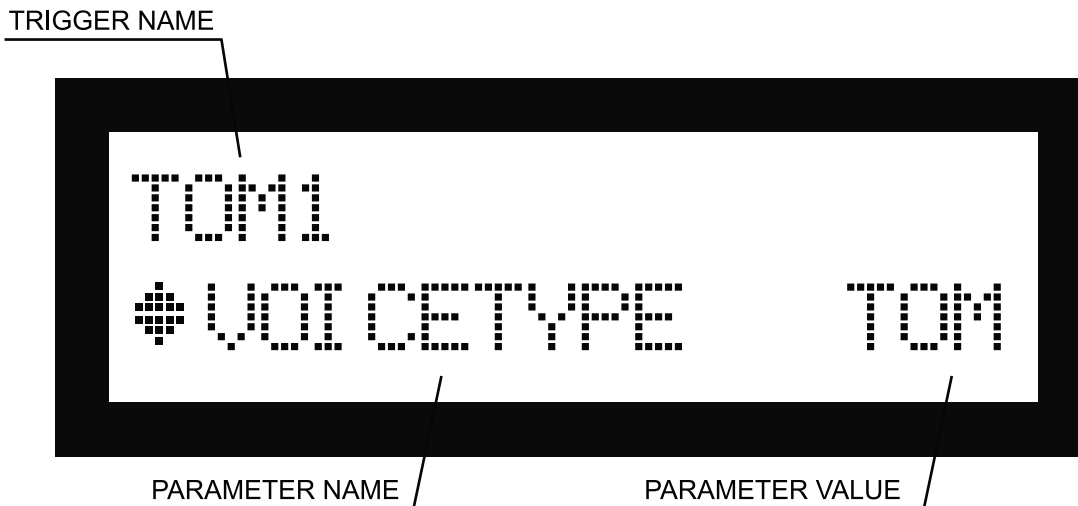 TRIGGER NAME
TOM1
VOICETYPE TOM
PARAMETER NAME PARAMETER VALUE